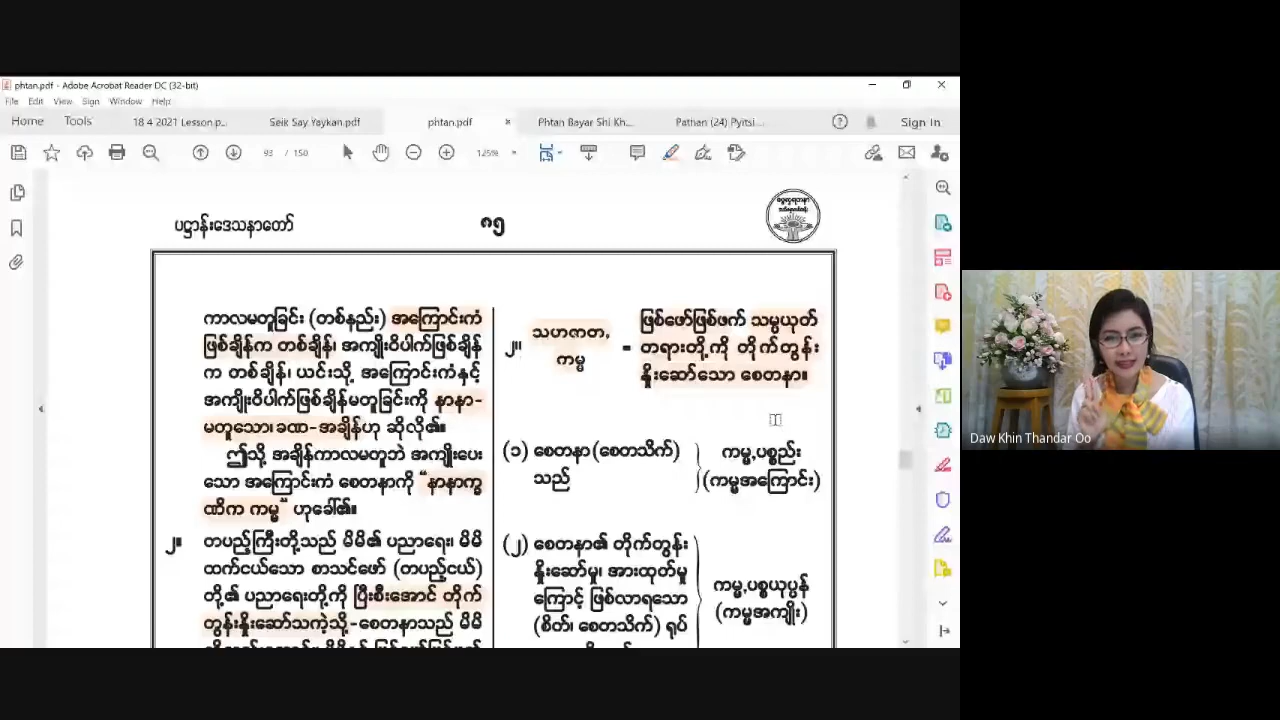 phtan.pdf - Adobe Acrobat Reader DC (32-bit)
File Edit View Sign Window Help
Home Tools 18 4 2021 Lesson p... Seik Say Yaykan.pdf phtan.pdf × Phtan Bayar Shi Kh... Pathan (24) Pyitsi... Sign In
93 / 150 125%
ပဋ္ဌာန်းဒေသနာတော် ၈၅
ကာလမတူခြင်း (တစ်နည်း) အကြောင်းကံ
ဖြစ်ချိန်က တစ်ချိန်၊ အကျိုးဝိပါက်ဖြစ်ချိန်
က တစ်ချိန်၊ ယင်းသို့ အကြောင်းကံနှင့်
အကျိုးဝိပါက်ဖြစ်ချိန်မတူခြင်းကို နာနာ-
မတူသော၊ခဏ-အချိန်ဟု ဆိုလို၏။
ဤသို့ အချိန်ကာလမတူဘဲ အကျိုးပေး
သော အကြောင်းကံ စေတနာကို “နာနာက္ခ
ဏိက ကမ္မ” ဟုခေါ်၏။
၂။ တပည့်ကြီးတို့သည် မိမိ၏ ပညာရေး၊ မိမိ
ထက်ငယ်သော စာသင်ဖော် (တပည့်ငယ်)
တို့၏ ပညာရေးတို့ကို ပြီးစီးအောင် တိုက်
တွန်းနှိုးဆော်သကဲ့သို့-စေတနာသည် မိမိ
၂။ သဟဇာတ, ကမ္မ = ဖြစ်ဖော်ဖြစ်ဖက် သမ္ပယုတ်
တရားတို့ကို တိုက်တွန်း
နှိုးဆော်သော စေတနာ။
(၁) စေတနာ(စေတသိက်) သည် ကမ္မ,ပစ္စည်း
(ကမ္မအကြောင်း)
(၂) စေတနာ၏ တိုက်တွန်း
နှိုးဆော်မှု၊ အားထုတ်မှု
ကြောင့် ဖြစ်လာရသော
(စိတ်၊ စေတသိက်) ရုပ်
ကမ္မ,ပစ္စယုပ္ပန်
(ကမ္မအကျိုး)
Daw Khin Thandar Oo